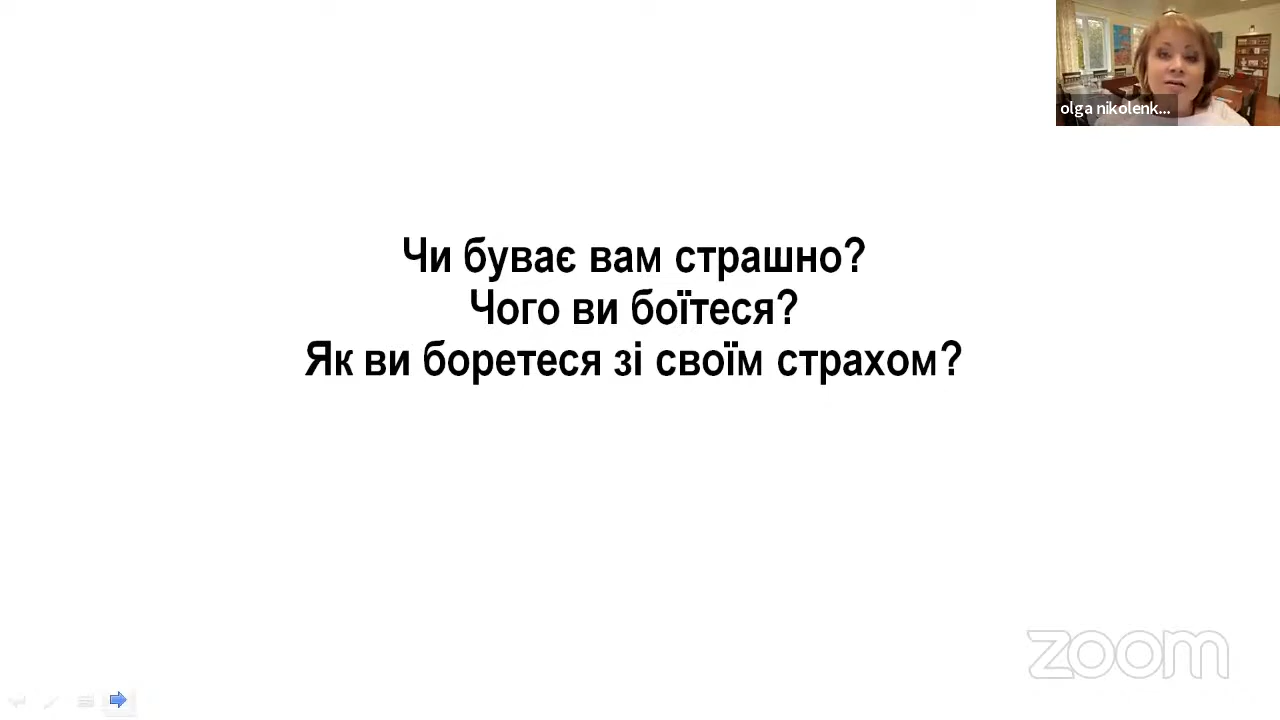 olga nikolenk...
Чи буває вам страшно?
Чого ви боїтеся?
Як ви боретеся зі своїм страхом?
zoom